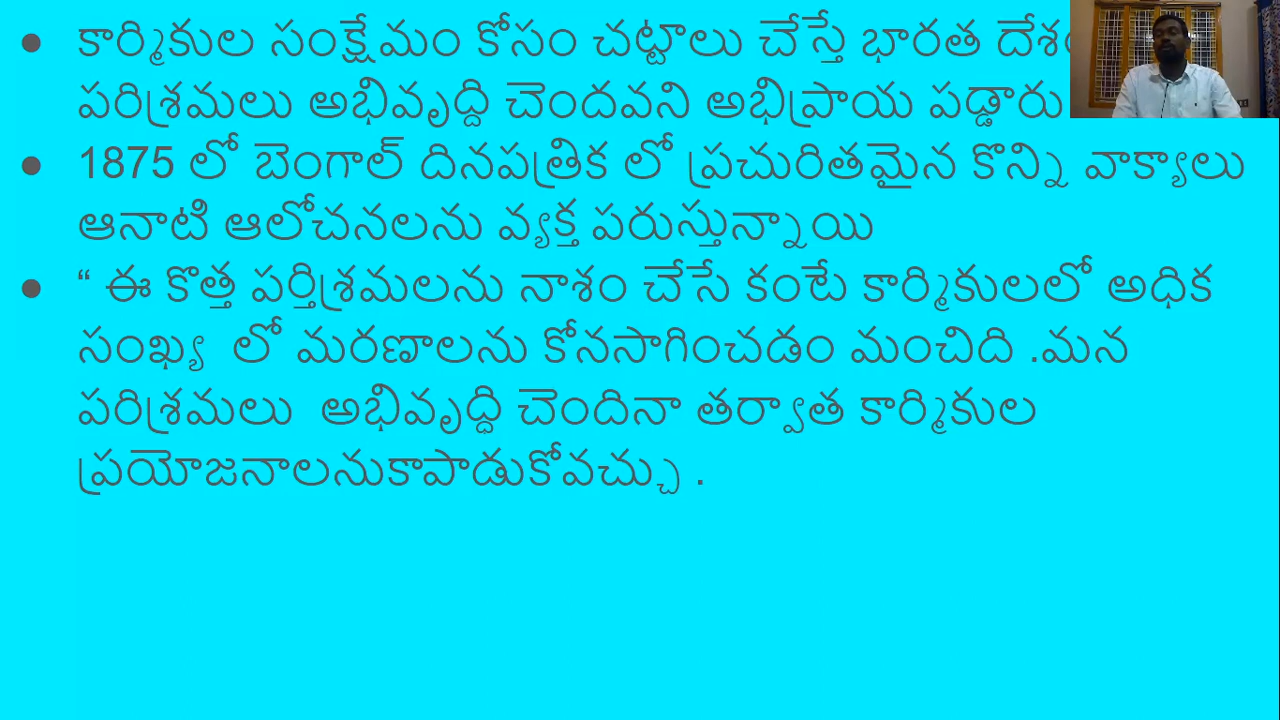 ● కార్మికుల సంక్షేమం కోసం చట్టాలు చేస్తే భారత
పరిశ్రమలు అభివృద్ది చెందవని అభిప్రాయ పడ్డారు
● 1875 లో బెంగాల్ దినపత్రిక లో ప్రచురితమైన కొన్ని వాక్యాలు
ఆనాటి ఆలోచనలను వ్యక్త పరుస్తున్నాయి
● “ ఈ కొత్త పర్తిశ్రమలను నాశం చేసే కంటే కార్మికులలో అధిక
సంఖ్య లో మరణాలను కోనసాగించడం మంచిది .మన
పరిశ్రమలు అభివృద్ధి చెందినా తర్వాత కార్మికుల
ప్రయోజనాలనుకాపాడుకోవచ్చు .